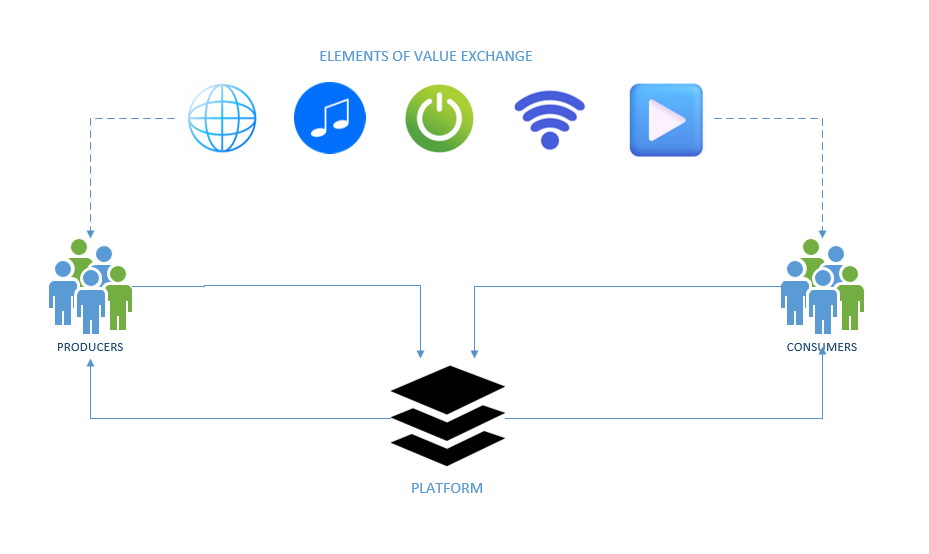 ELEMENTS OF VALUE EXCHANGE
PRODUCERS
CONSUMERS
PLATFORM